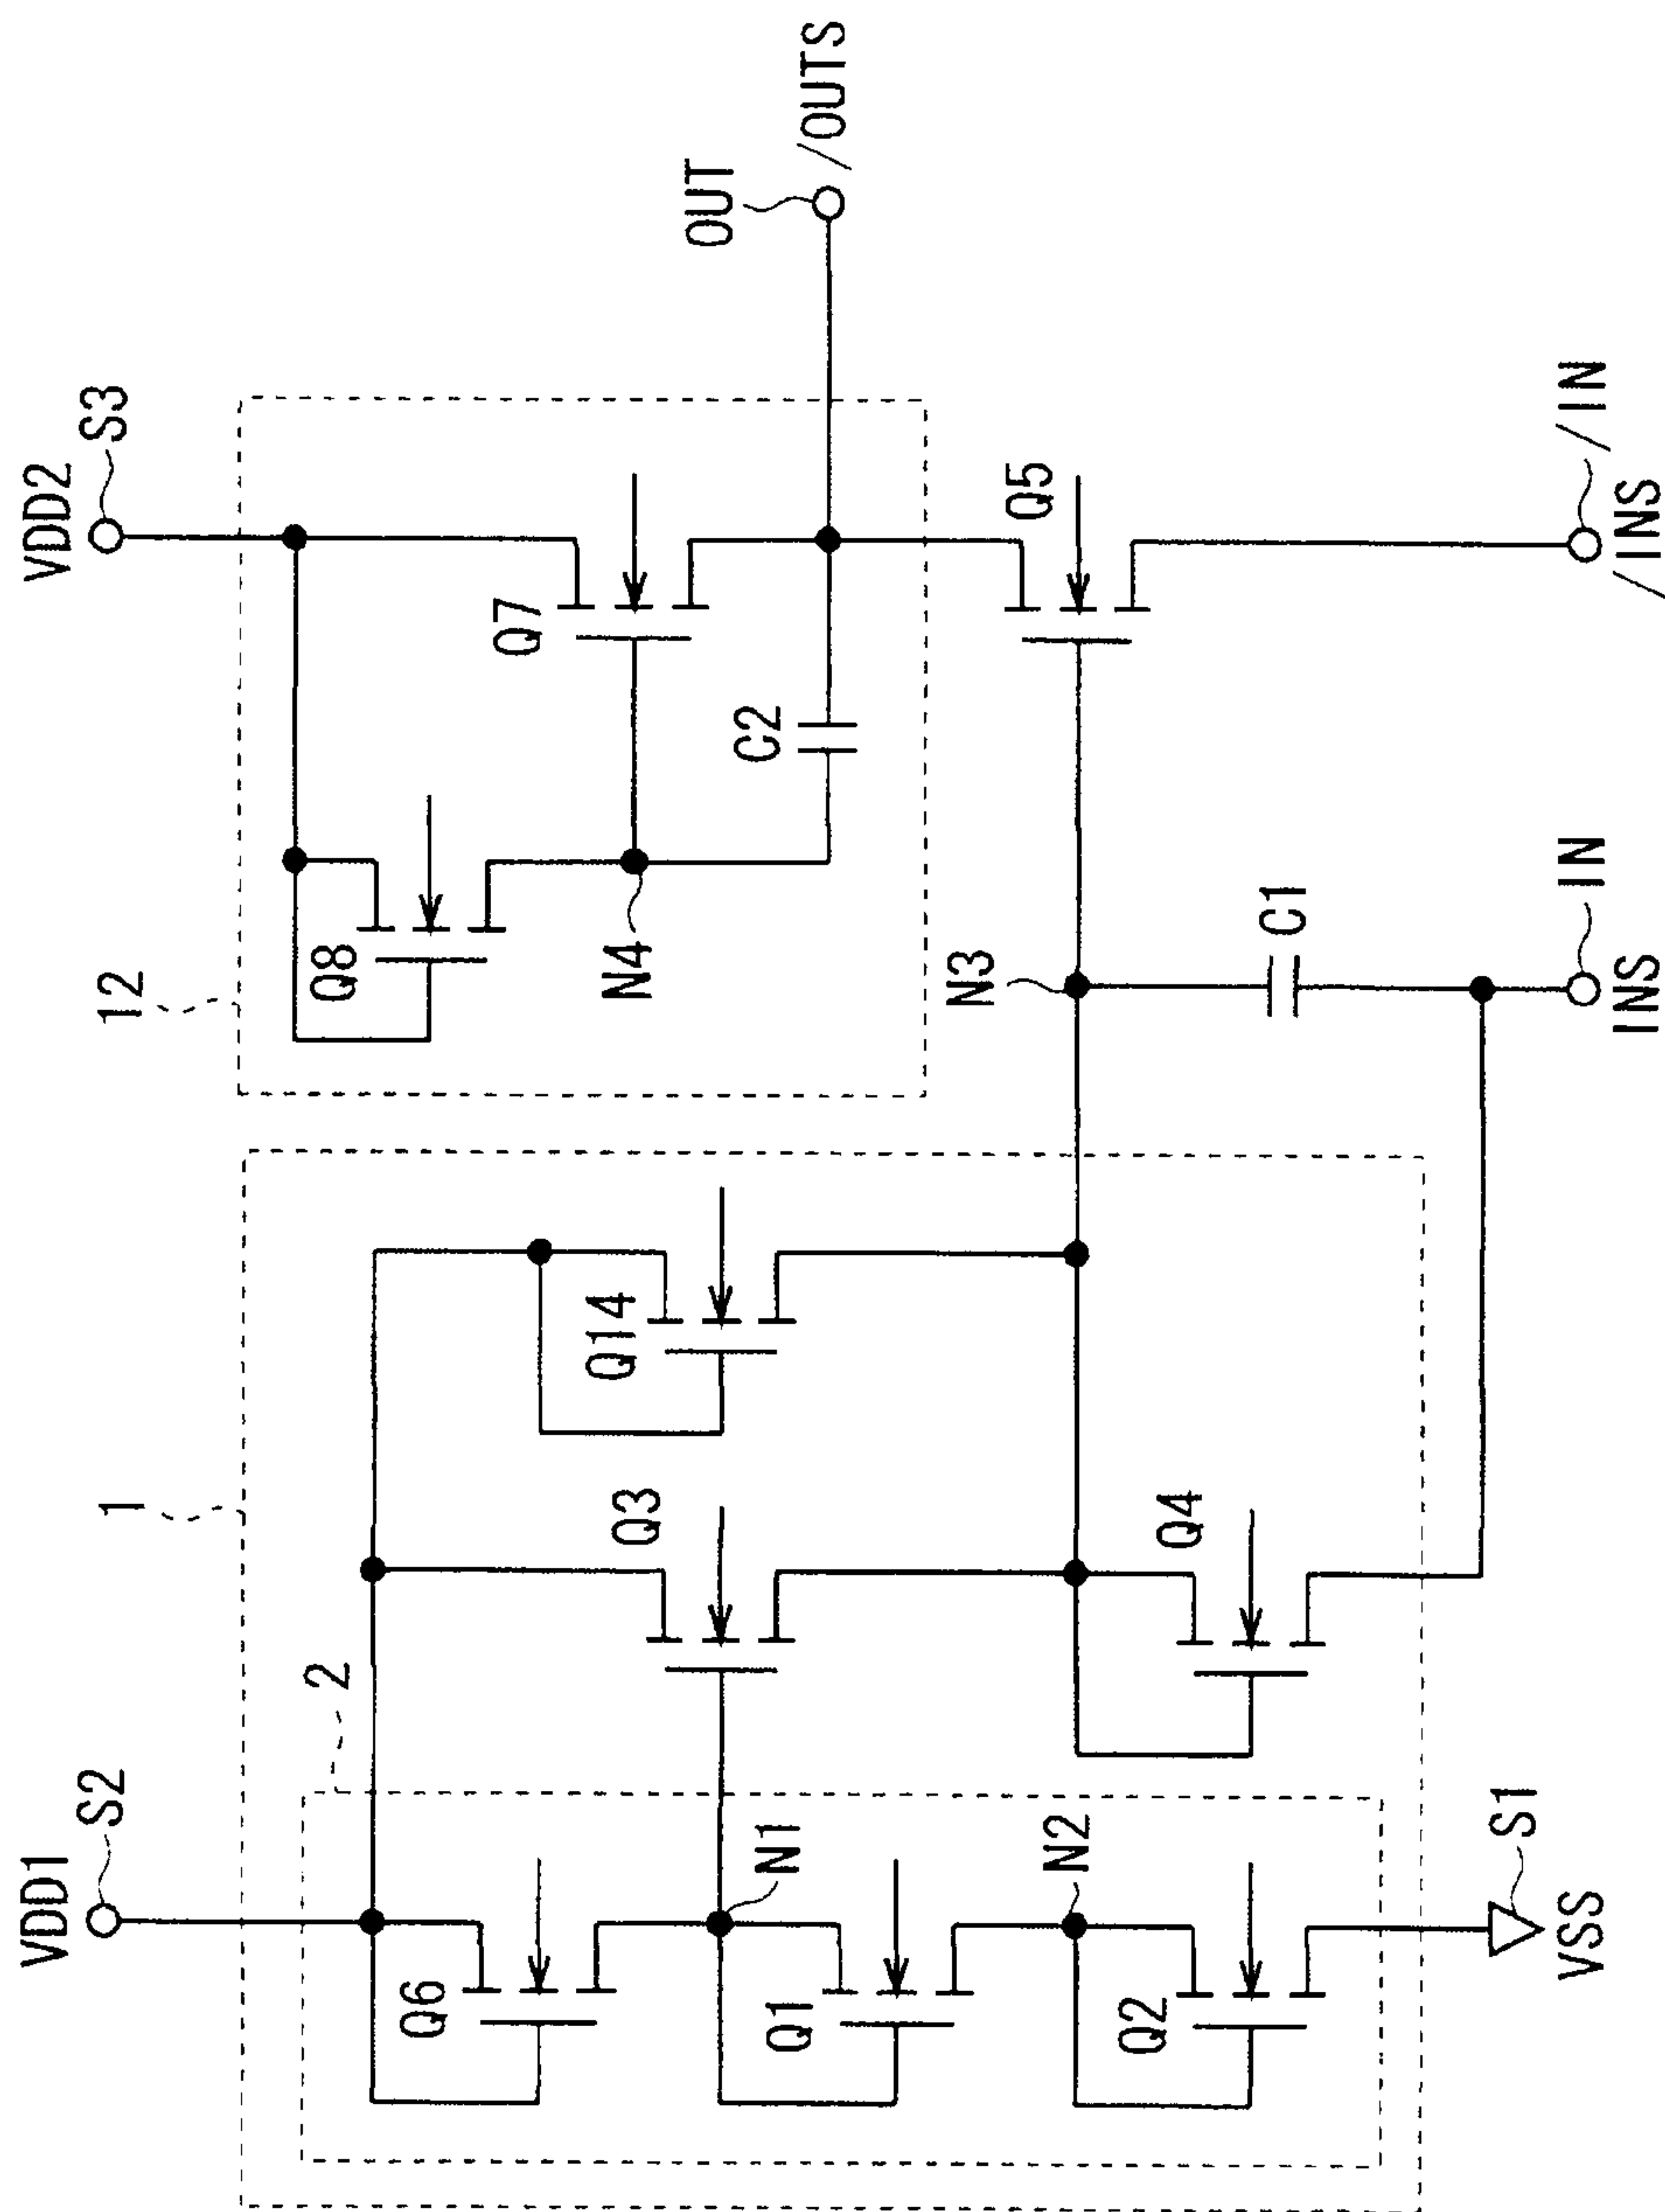 VDD2
S3
OUT
/OUTS
12
Q8
Q7
N4
C2
Q5
N3
C1
IN
INS
/IN
/INS
1
VDD1
S2
2
Q14
Q3
Q4
Q6
N1
Q1
N2
Q2
S1
VSS